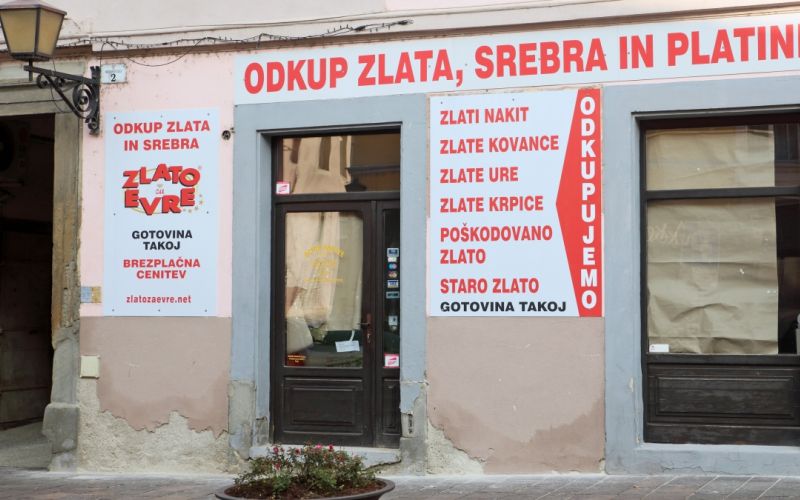 ODKUP ZLATA, SREBRA IN PLATIN
2
ODKUP ZLATA
IN SREBRA
ZLATO
ZA
EVRE
GOTOVINA
TAKOJ
BREZPLAČNA
CENITEV
zlatozaevre.net
ZLATI NAKIT
ZLATE KOVANCE
ZLATE URE
ZLATE KRPICE
POŠKODOVANO
ZLATO
STARO ZLATO
GOTOVINA TAKOJ
ODKUPUJEMO